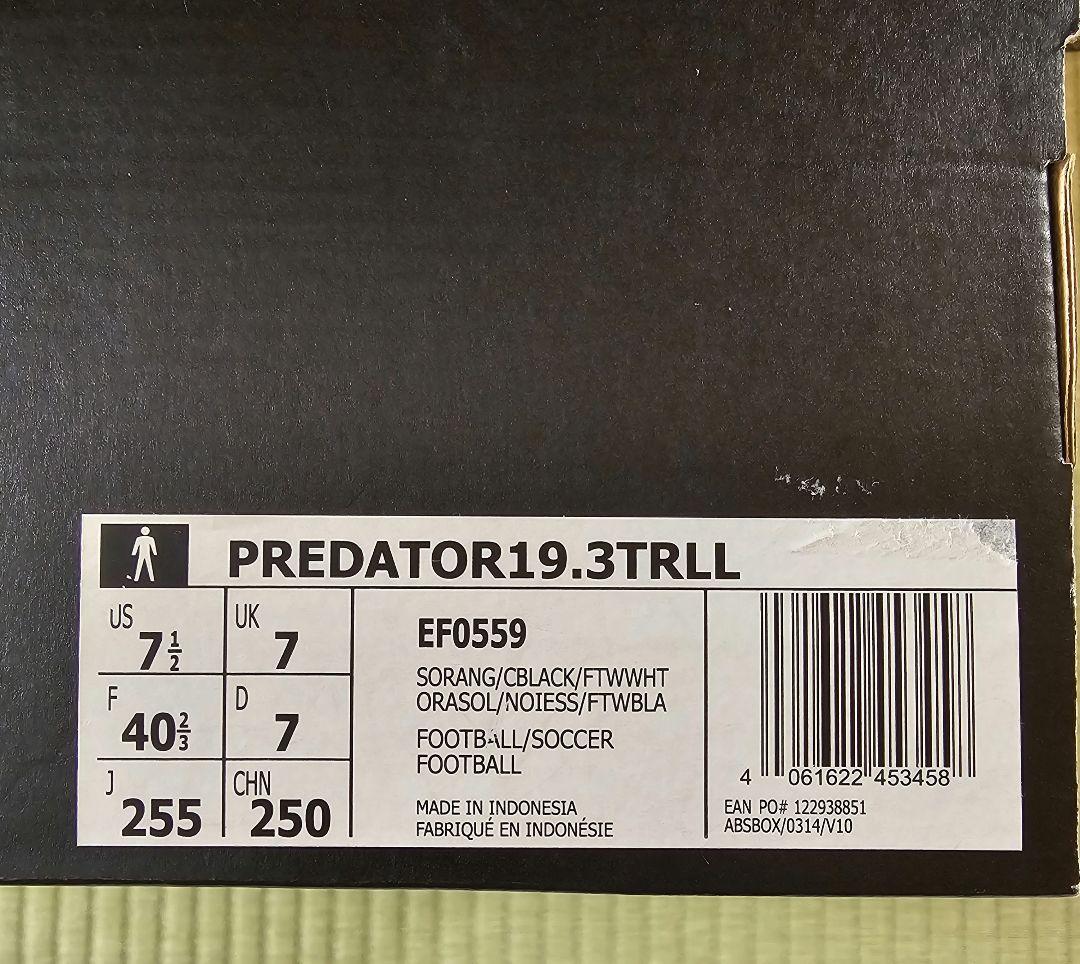 PREDATOR19.3TRLL
US 7 1/2
UK 7
F 40 2/3
D 7
J 255
CHN 250
EF0559
SORANG/CBLACK/FTWWHT
ORASOL/NOIESS/FTWBLA
FOOTBALL/SOCCER
FOOTBALL
MADE IN INDONESIA
FABRIQUÉ EN INDONÉSIE
4 061622 453458
EAN PO# 122938851
ABSBOX/0314/V10